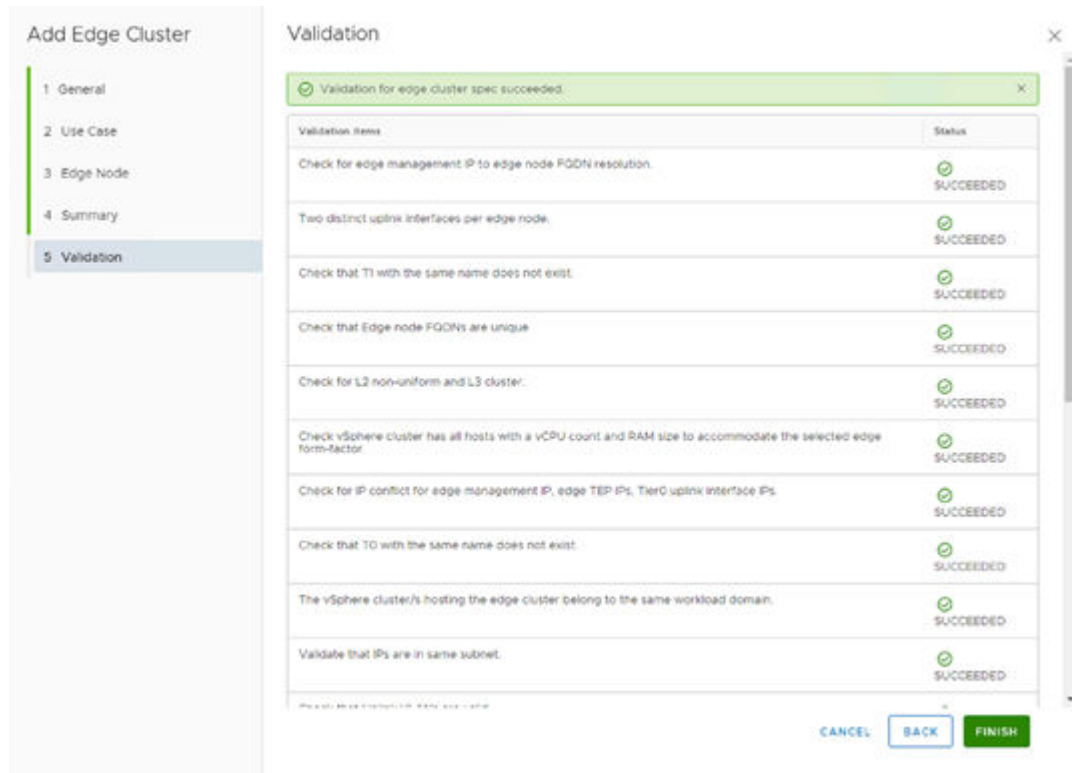 Add Edge Cluster
1 General
2 Use Case
3 Edge Node
4 Summary
5 Validation
Validation
Validation for edge cluster spec succeeded.
Validation Items
Status
Check for edge management IP to edge node FQDN resolution.
SUCCEEDED
Two distinct uplink interfaces per edge node.
SUCCEEDED
Check that T1 with the same name does not exist.
SUCCEEDED
Check that Edge node FQDNs are unique
SUCCEEDED
Check for L2 non-uniform and L3 cluster.
SUCCEEDED
Check vSphere cluster has all hosts with a vCPU count and RAM size to accommodate the selected edge
form-factor
SUCCEEDED
Check for IP conflict for edge management IP, edge TEP IPs, Tier0 uplink interface IPs.
SUCCEEDED
Check that T0 with the same name does not exist.
SUCCEEDED
The vSphere cluster/s hosting the edge cluster belong to the same workload domain.
SUCCEEDED
Validate that IPs are in same subnet.
SUCCEEDED
CANCEL
BACK
FINISH